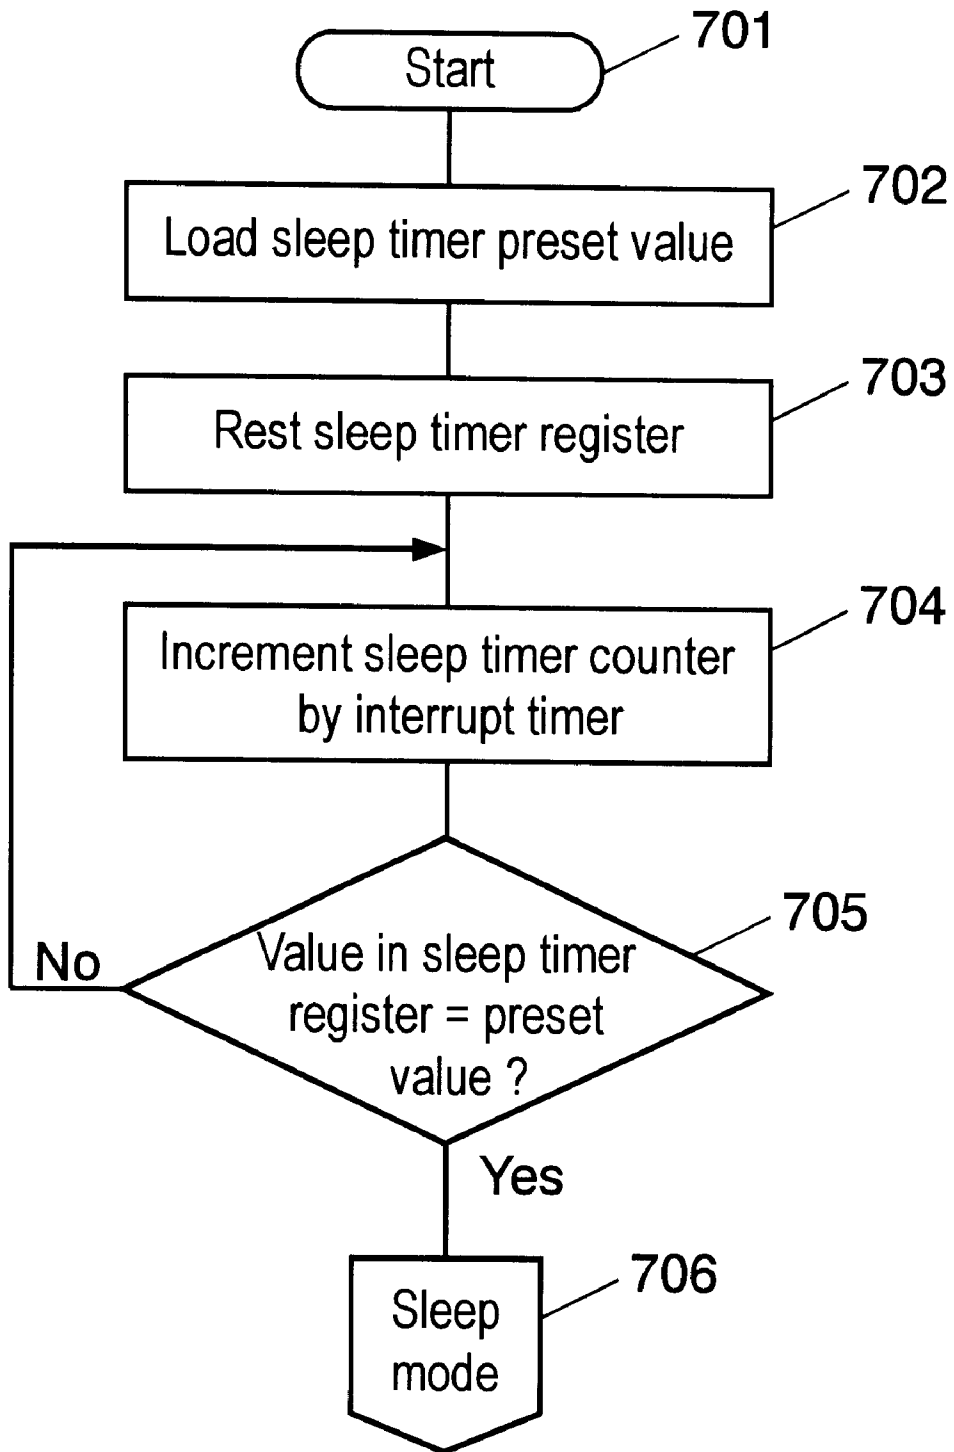 701
Start
702
Load sleep timer preset value
703
Rest sleep timer register
704
Increment sleep timer counter
by interrupt timer
705
No
Value in sleep timer
register = preset
value ?
Yes
706
Sleep
mode